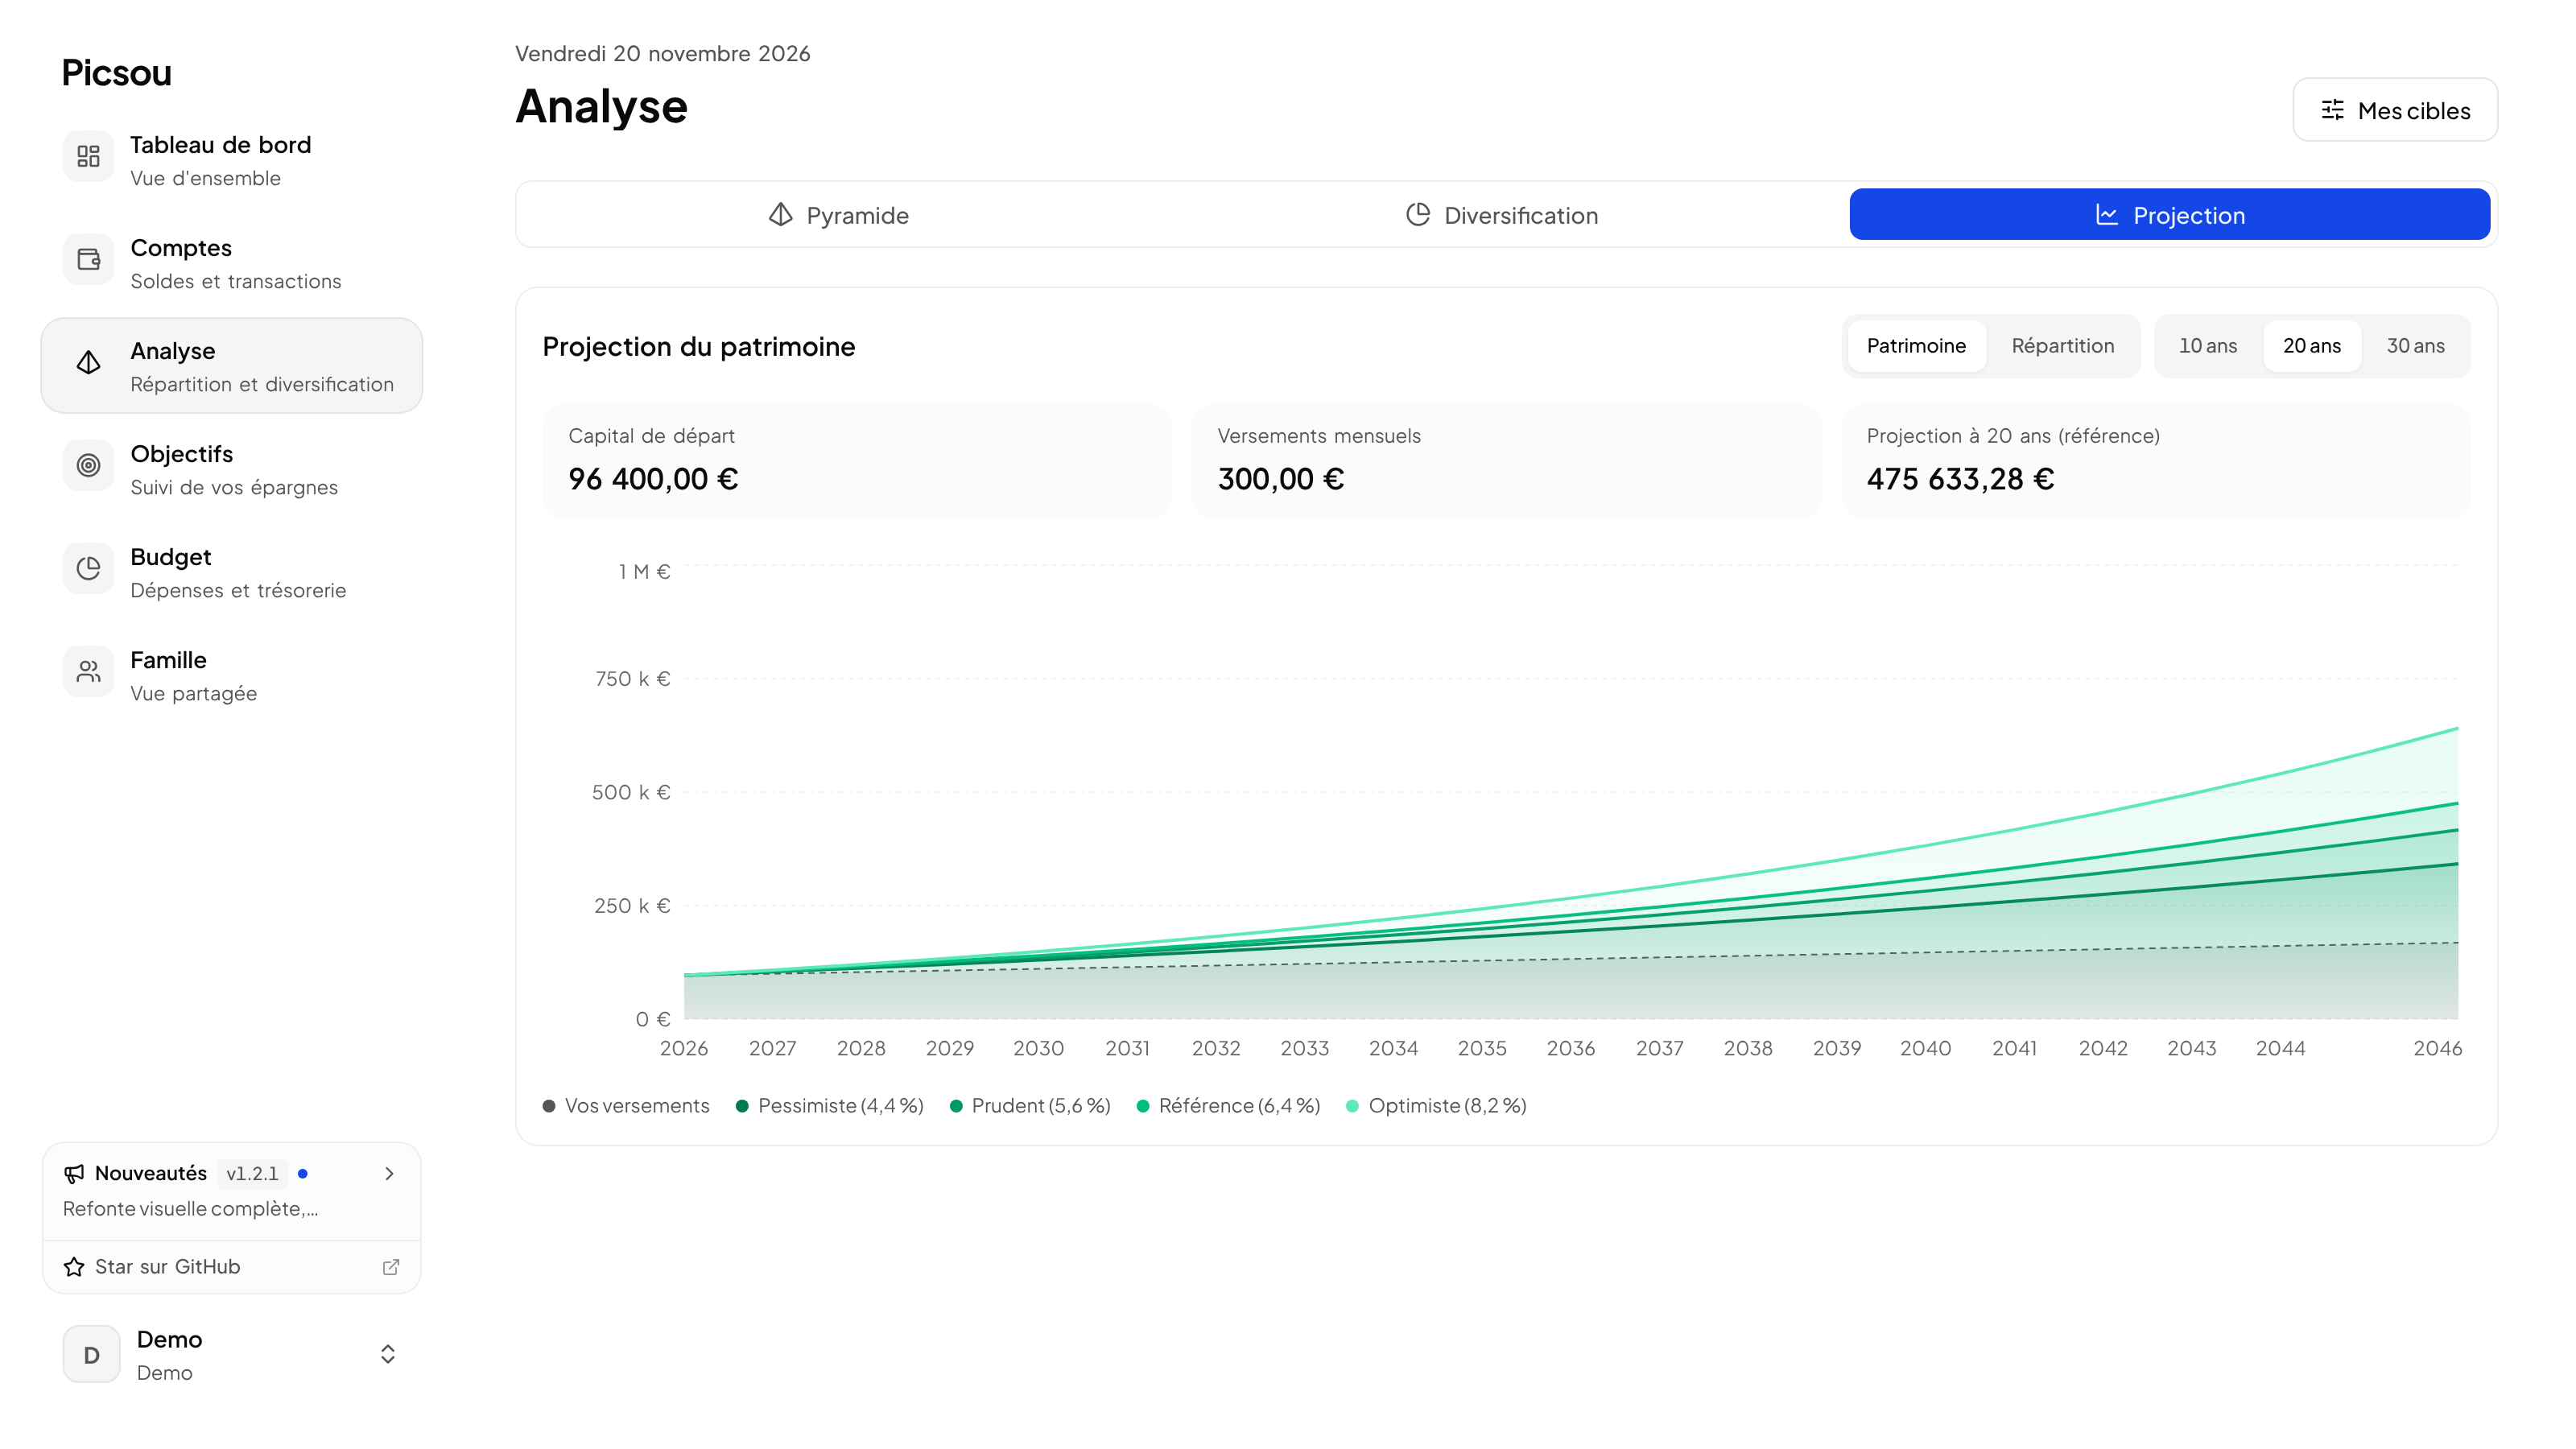 Picsou
Tableau de bord
Vue d'ensemble
Comptes
Soldes et transactions
Analyse
Répartition et diversification
Objectifs
Suivi de vos épargnes
Budget
Dépenses et trésorerie
Famille
Vue partagée
Nouveautés v1.2.1
Refonte visuelle complète,...
Star sur GitHub
D
Demo
Demo
Vendredi 20 novembre 2026
Analyse
Mes cibles
Pyramide
Diversification
Projection
Projection du patrimoine
Patrimoine Répartition
10 ans 20 ans 30 ans
Capital de départ
96 400,00 €
Versements mensuels
300,00 €
Projection à 20 ans (référence)
475 633,28 €
1 M €
750 k €
500 k €
250 k €
0 €
2026 2027 2028 2029 2030 2031 2032 2033 2034 2035 2036 2037 2038 2039 2040 2041 2042 2043 2044 2046
Vos versements Pessimiste (4,4 %) Prudent (5,6 %) Référence (6,4 %) Optimiste (8,2 %)